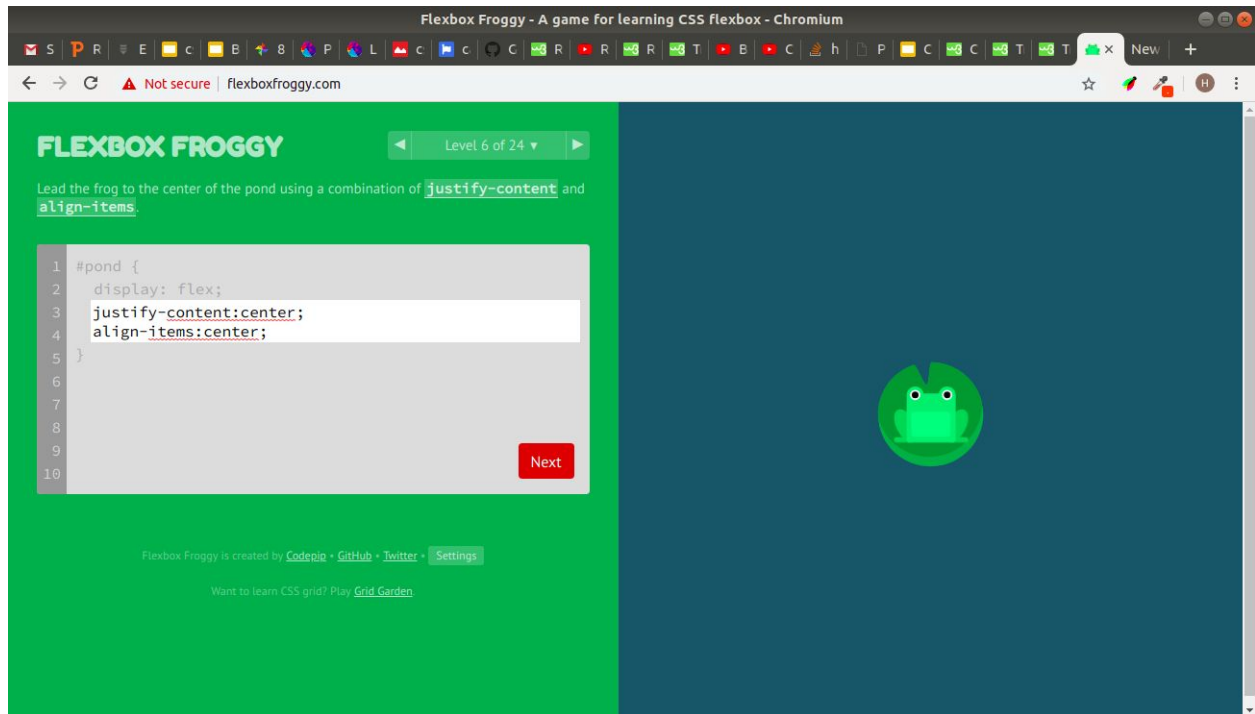 Flexbox Froggy - A game for learning CSS flexbox - Chromium
S P R E c B 8 P L c c C R R R T B C h P C C T T × New +
Not secure | flexboxfroggy.com H
FLEXBOX FROGGY ◀ Level 6 of 24 ▼ ▶
Lead the frog to the center of the pond using a combination of justify-content and
align-items.
1 #pond {
2 display: flex;
3 justify-content:center;
4 align-items:center;
5 }
6
7
8
9
10
Next
Flexbox Froggy is created by Codepip • GitHub • Twitter • Settings
Want to learn CSS grid? Play Grid Garden.